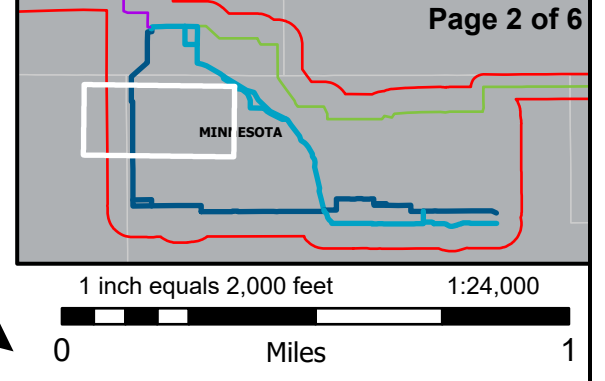 Page 2 of 6
MINNESOTA
1 inch equals 2,000 feet 1:24,000
0 Miles 1